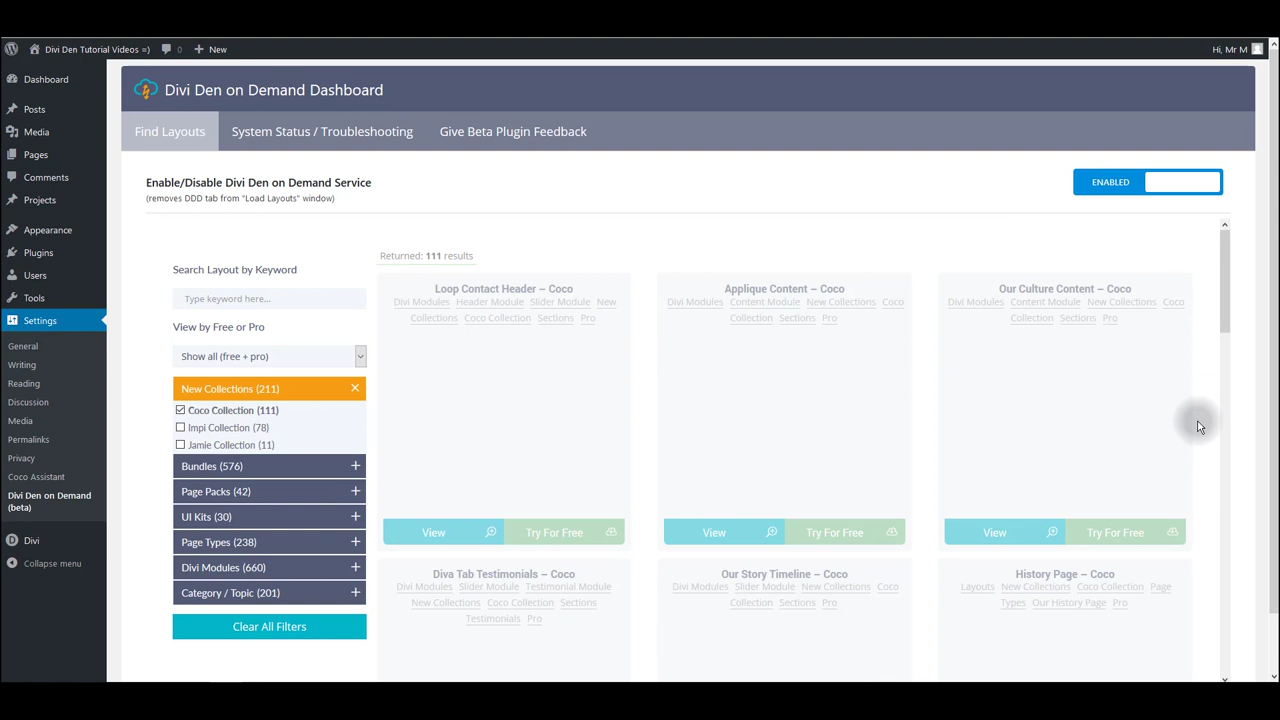 Divi Den Tutorial Videos =)
0
New
Hi, Mr M
Dashboard
Posts
Media
Pages
Comments
Projects
Appearance
Plugins
Users
Tools
Settings
General
Writing
Reading
Discussion
Media
Permalinks
Privacy
Coco Assistant
Divi Den on Demand
(beta)
Divi
Collapse menu
Divi Den on Demand Dashboard
Find Layouts
System Status / Troubleshooting
Give Beta Plugin Feedback
Enable/Disable Divi Den on Demand Service
(removes DDD tab from "Load Layouts" window)
ENABLED
Search Layout by Keyword
Type keyword here...
View by Free or Pro
Show all (free + pro)
New Collections (211)
Coco Collection (111)
Impi Collection (78)
Jamie Collection (11)
Bundles (576)
Page Packs (42)
UI Kits (30)
Page Types (238)
Divi Modules (660)
Category / Topic (201)
Clear All Filters
Returned: 111 results
Loop Contact Header – Coco
Divi Modules Header Module Slider Module New
Collections Coco Collection Sections Pro
View
Try For Free
Applique Content – Coco
Divi Modules Content Module New Collections Coco
Collection Sections Pro
View
Try For Free
Our Culture Content – Coco
Divi Modules Content Module New Collections Coco
Collection Sections Pro
View
Try For Free
Diva Tab Testimonials – Coco
Divi Modules Slider Module Testimonial Module
New Collections Coco Collection Sections
Testimonials Pro
Our Story Timeline – Coco
Divi Modules Slider Module New Collections Coco
Collection Sections Pro
History Page – Coco
Layouts New Collections Coco Collection Page
Types Our History Page Pro